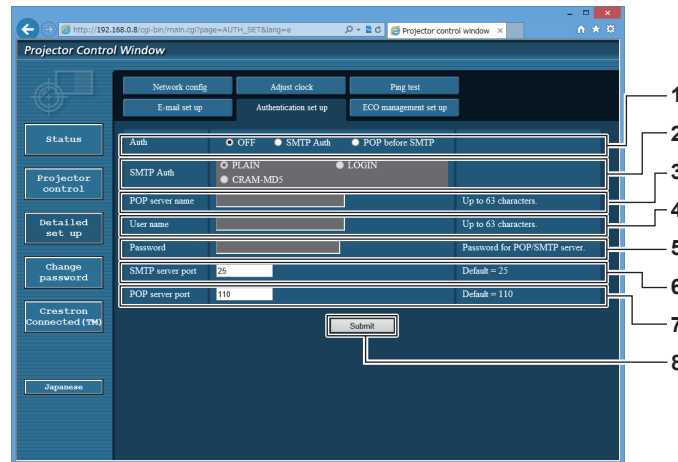 http://192.168.0.8/cgi-bin/main.cgi?page=AUTH_SET&lang=e
Projector control window
Projector Control Window
Network config Adjust clock Ping test
E-mail set up Authentication set up ECO management set up
Status
Projector control
Detailed set up
Change password
Crestron Connected(TM)
Japanese
Auth OFF SMTP Auth POP before SMTP 1
SMTP Auth PLAIN LOGIN 2
CRAM-MD5
POP server name Up to 63 characters. 3
User name Up to 63 characters. 4
Password Password for POP/SMTP server. 5
SMTP server port 25 Default = 25 6
POP server port 110 Default = 110 7
Submit 8